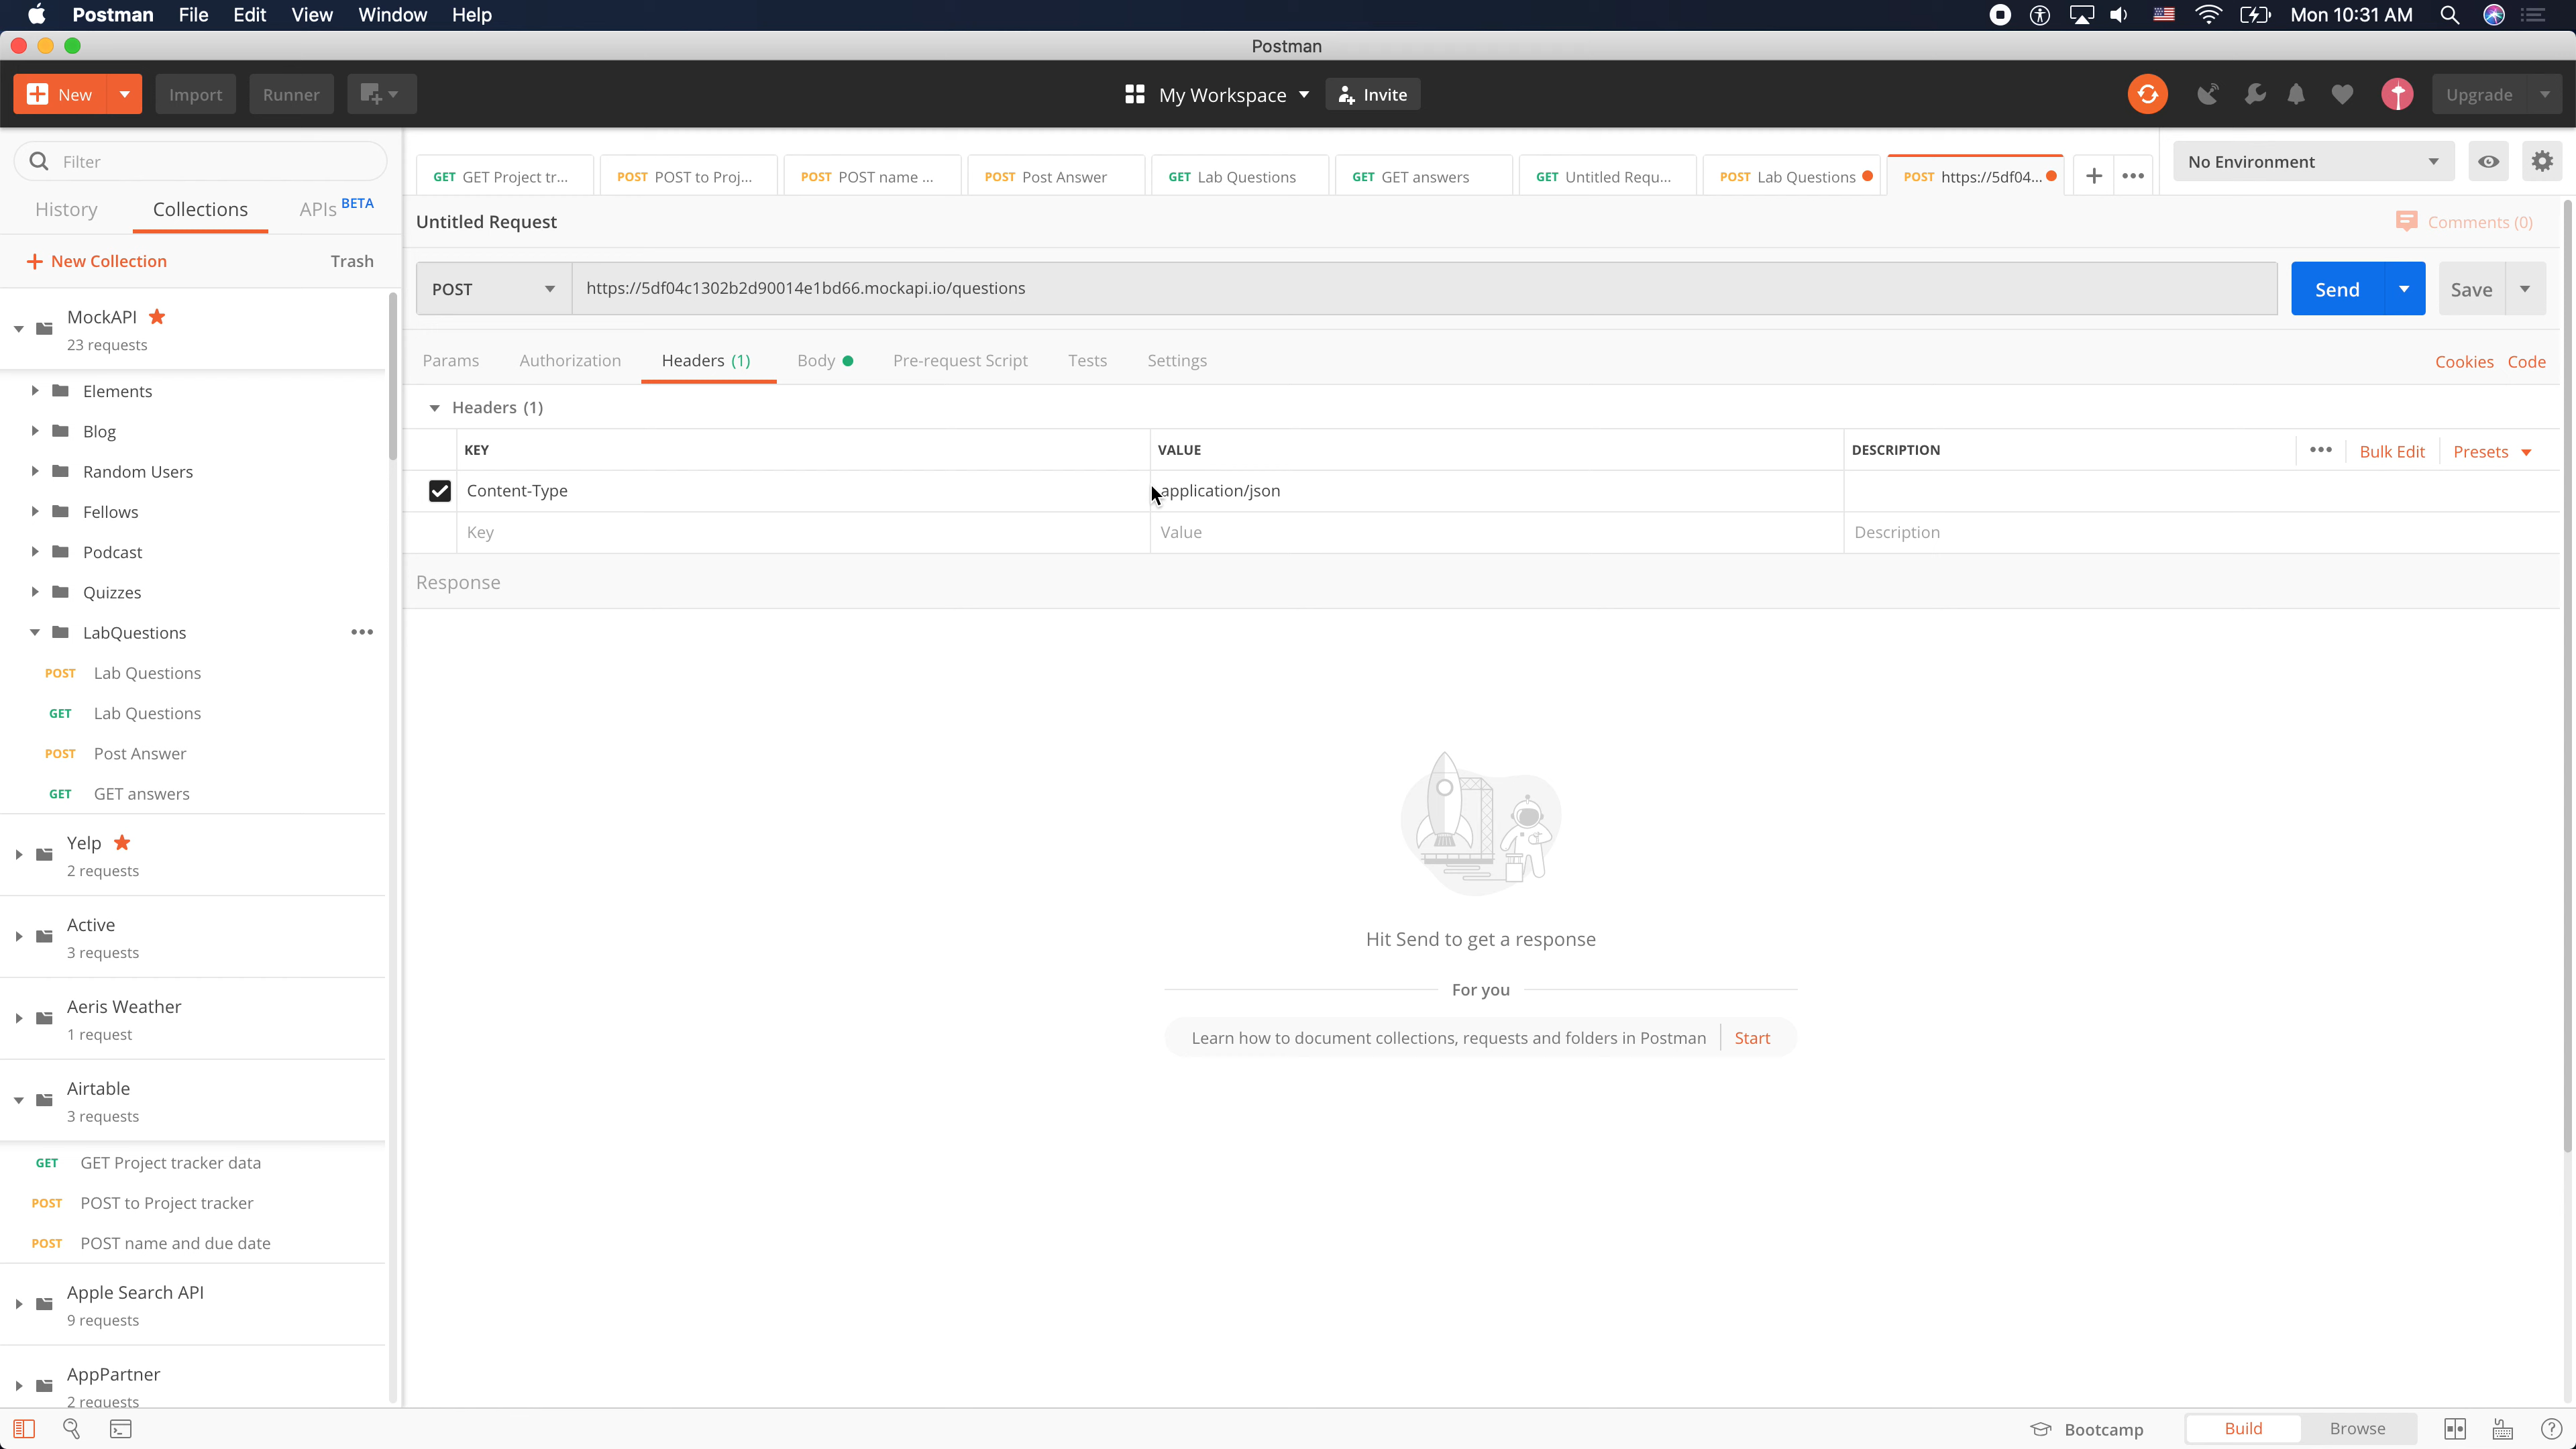 Postman File Edit View Window Help Mon 10:31 AM
Postman
New Import Runner My Workspace Invite Upgrade
Filter
GET GET Project tr... POST POST to Proj... POST POST name ... POST Post Answer GET Lab Questions GET GET answers GET Untitled Requ... POST Lab Questions POST https://5df04... No Environment
History Collections APIs BETA
Untitled Request Comments (0)
New Collection Trash
POST https://5df04c1302b2d90014e1bd66.mockapi.io/questions Send Save
MockAPI
23 requests
Params Authorization Headers (1) Body Pre-request Script Tests Settings Cookies Code
Headers (1)
KEY VALUE DESCRIPTION Bulk Edit Presets
Content-Type application/json
Key Value Description
Response
Elements
Blog
Random Users
Fellows
Podcast
Quizzes
LabQuestions
POST Lab Questions
GET Lab Questions
POST Post Answer
GET GET answers
Yelp
2 requests
Active
3 requests
Aeris Weather
1 request
Airtable
3 requests
GET GET Project tracker data
POST POST to Project tracker
POST POST name and due date
Apple Search API
9 requests
AppPartner
2 requests
Hit Send to get a response
For you
Learn how to document collections, requests and folders in Postman Start
Bootcamp Build Browse